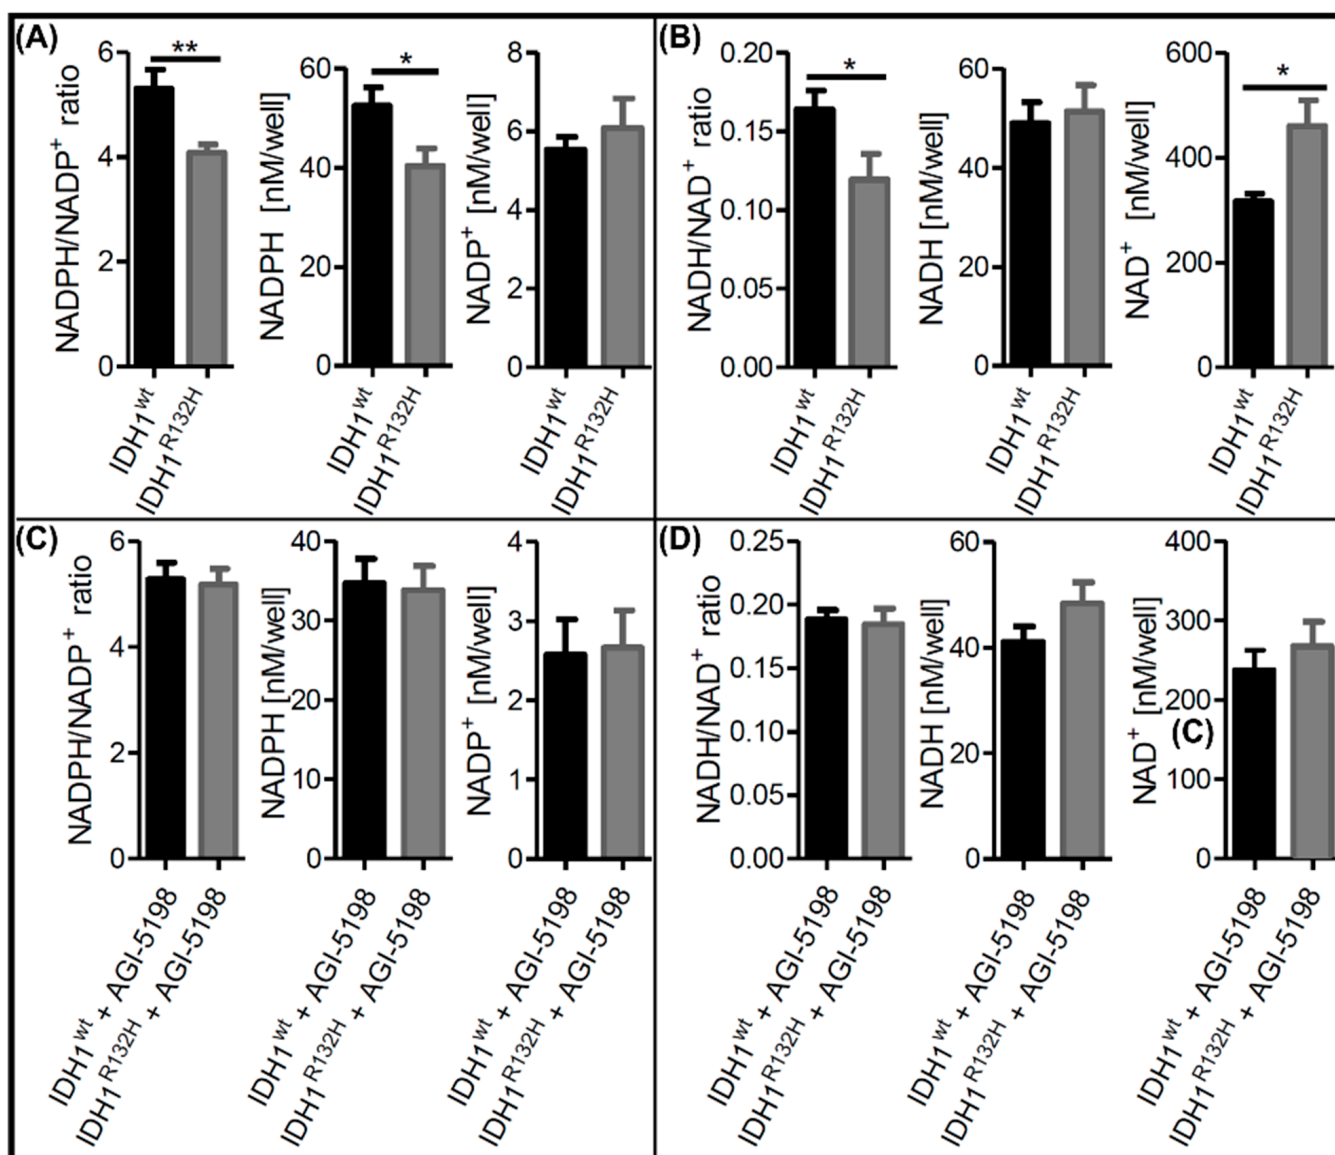 (A)
NADPH/NADP+ ratio
6
4
2
0
**
IDH1wt
IDH1R132H
NADPH [nM/well]
60
40
20
0
*
IDH1wt
IDH1R132H
NADP+ [nM/well]
8
6
4
2
0
IDH1wt
IDH1R132H
(B)
NADH/NAD+ ratio
0.20
0.15
0.10
0.05
0.00
*
IDH1wt
IDH1R132H
NADH [nM/well]
60
40
20
0
IDH1wt
IDH1R132H
NAD+ [nM/well]
600
400
200
0
*
IDH1wt
IDH1R132H
(C)
NADPH/NADP+ ratio
6
4
2
0
IDH1wt + AGI-5198
IDH1R132H + AGI-5198
NADPH [nM/well]
40
30
20
10
0
IDH1wt + AGI-5198
IDH1R132H + AGI-5198
NADP+ [nM/well]
4
3
2
1
0
IDH1wt + AGI-5198
IDH1R132H + AGI-5198
(D)
NADH/NAD+ ratio
0.25
0.20
0.15
0.10
0.05
0.00
IDH1wt + AGI-5198
IDH1R132H + AGI-5198
NADH [nM/well]
60
40
20
0
IDH1wt + AGI-5198
IDH1R132H + AGI-5198
NAD+ [nM/well]
(C)
400
300
200
100
0
IDH1wt + AGI-5198
IDH1R132H + AGI-5198